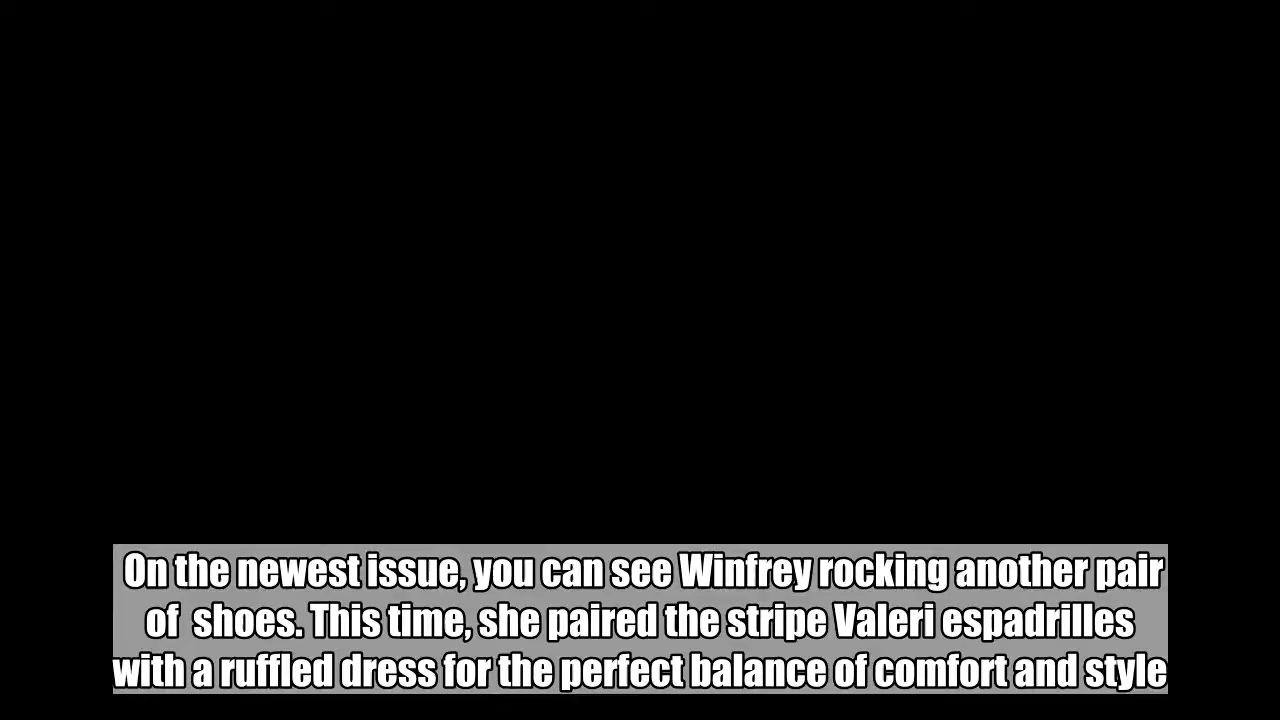 On the newest issue, you can see Winfrey rocking another pair
of  shoes. This time, she paired the stripe Valeri espadrilles
with a ruffled dress for the perfect balance of comfort and style